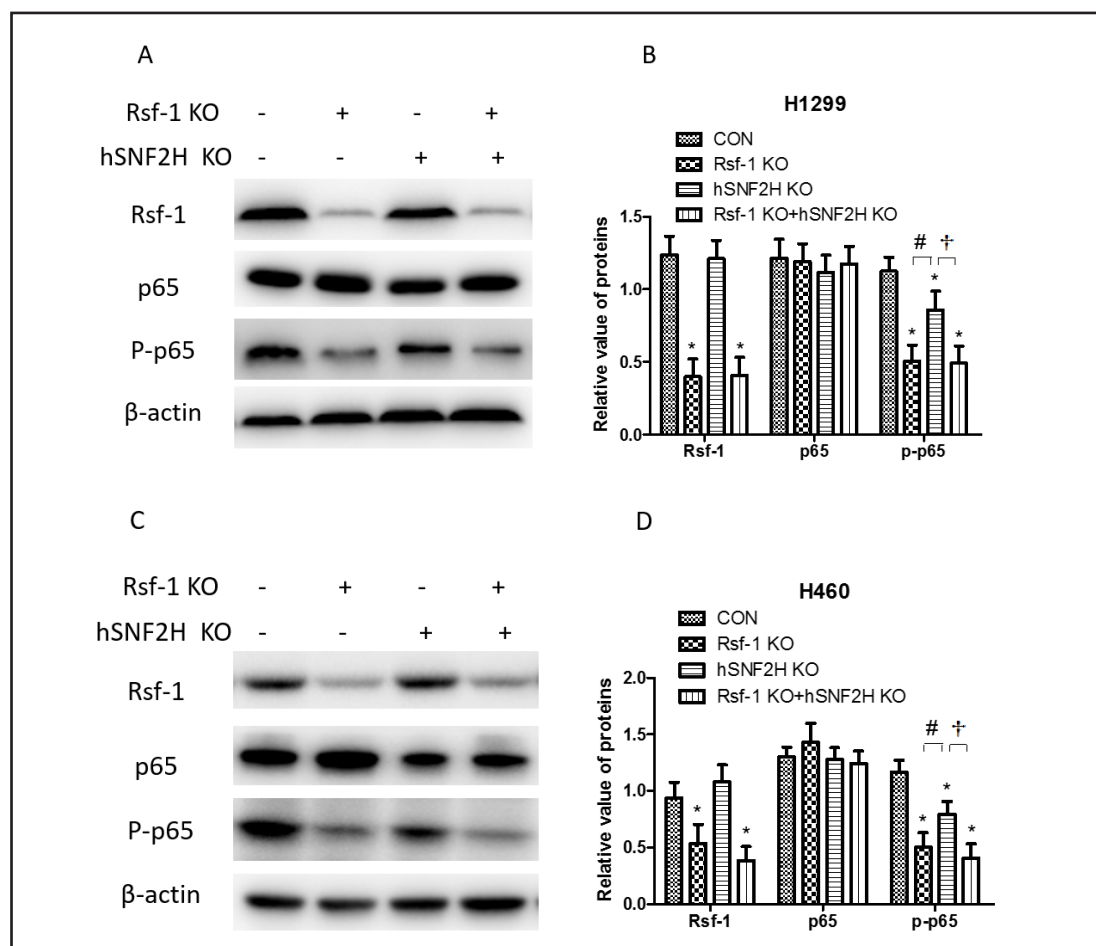 A
Rsf-1 KO - + - +
hSNF2H KO - - + +
Rsf-1
p65
P-p65
β-actin
B
H1299
CON
Rsf-1 KO
hSNF2H KO
Rsf-1 KO+hSNF2H KO
Relative value of proteins
1.5
1.0
0.5
0.0
# †
*
* *
* *
Rsf-1 p65 p-p65
C
Rsf-1 KO - + - +
hSNF2H KO - - + +
Rsf-1
p65
P-p65
β-actin
D
H460
CON
Rsf-1 KO
hSNF2H KO
Rsf-1 KO+hSNF2H KO
Relative value of proteins
2.0
1.5
1.0
0.5
0.0
# †
*
* *
* *
Rsf-1 p65 p-p65